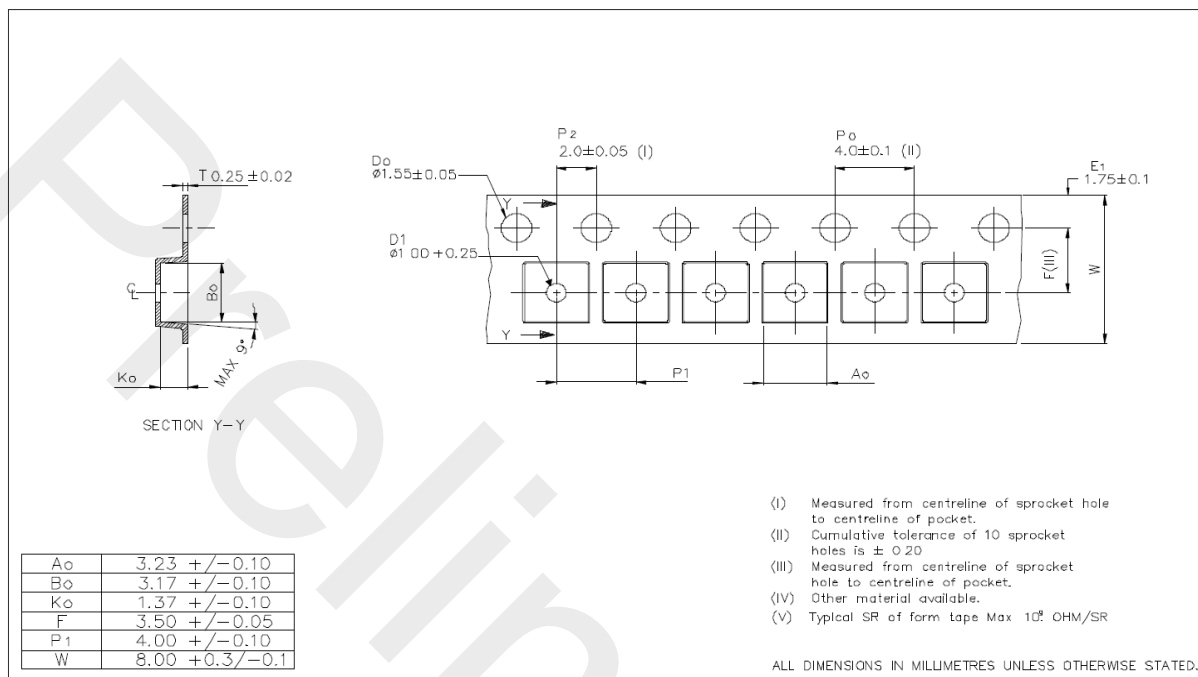 P2
2.0±0.05 (I)
Po
4.0±0.1 (II)
E1
1.75±0.1
Do
Ø1.55±0.05
T 0.25±0.02
Y
D1
Ø1.00 +0.25
F(III)
W
Bo
Y
MAX 9°
Ko
P1
Ao
SECTION Y-Y
(I) Measured from centreline of sprocket hole
to centreline of pocket.
(II) Cumulative tolerance of 10 sprocket
holes is ± 0.20
(III) Measured from centreline of sprocket
hole to centreline of pocket.
(IV) Other material available.
(V) Typical SR of form tape Max OHM/SR
Ao 3.23 +/-0.10
Bo 3.17 +/-0.10
Ko 1.37 +/-0.10
F 3.50 +/-0.05
P1 4.00 +/-0.10
W 8.00 +0.3/-0.1
ALL DIMENSIONS IN MILLIMETRES UNLESS OTHERWISE STATED.
Prelin